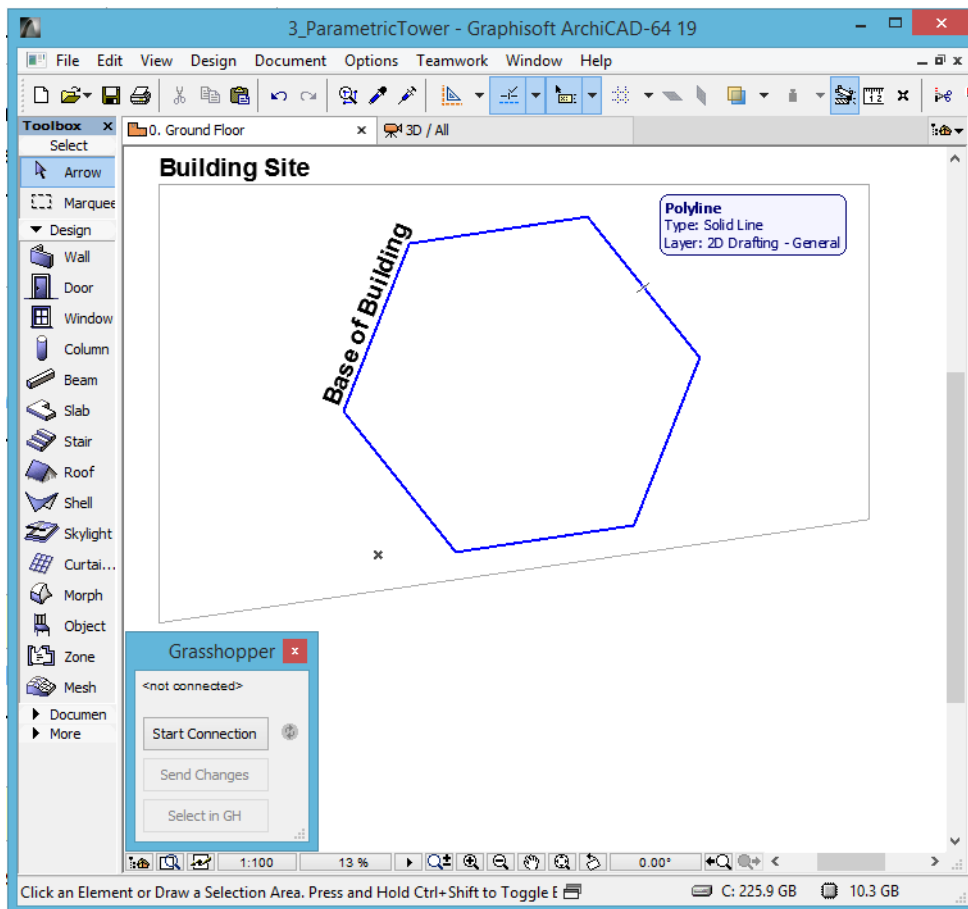 3_ParametricTower - Graphisoft ArchiCAD-64 19
File Edit View Design Document Options Teamwork Window Help
Toolbox
0. Ground Floor
3D / All
Select
Arrow
Marquee
Design
Wall
Door
Window
Column
Beam
Slab
Stair
Roof
Shell
Skylight
Curtai...
Morph
Object
Zone
Mesh
Documen
More
Building Site
Polyline
Type: Solid Line
Layer: 2D Drafting - General
Base of Building
Grasshopper
<not connected>
Start Connection
Send Changes
Select in GH
1:100
13 %
0.00°
Click an Element or Draw a Selection Area. Press and Hold Ctrl+Shift to Toggle E
C: 225.9 GB
10.3 GB